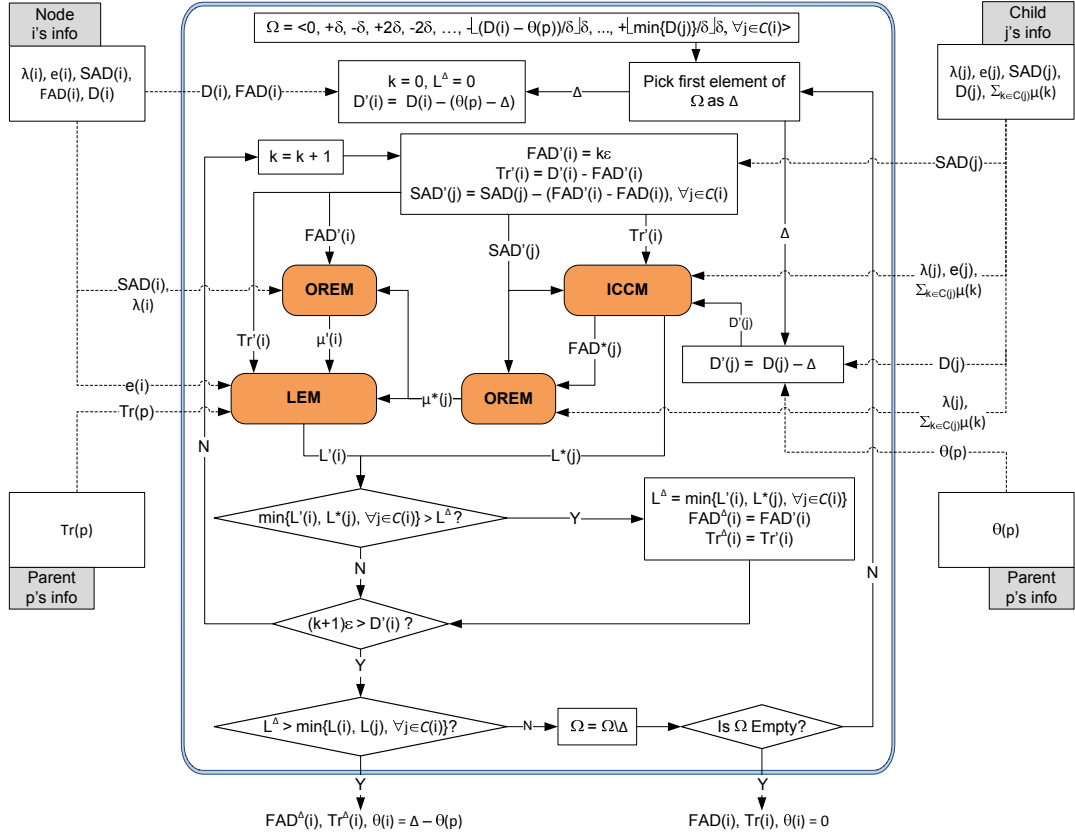 Node
i's info
λ(i), e(i), SAD(i),
FAD(i), D(i)
Ω = <0, +δ, -δ, +2δ, -2δ, …, -⌊(D(i) – θ(p))/δ⌋δ, ..., +⌊min{D(j)}/δ⌋δ, ∀j∈C(i)>
Child
j's info
λ(j), e(j), SAD(j),
D(j), Σk∈C(j)μ(k)
D(i), FAD(i)
k = 0, L^Δ = 0
D'(i) = D(i) – (θ(p) – Δ)
Δ
Pick first element of
Ω as Δ
k = k + 1
FAD'(i) = kε
Tr'(i) = D'(i) - FAD'(i)
SAD'(j) = SAD(j) – (FAD'(i) - FAD(i)), ∀j∈C(i)
SAD(j)
FAD'(i)
SAD'(j)
Tr'(i)
Δ
SAD(i),
λ(i)
OREM
ICCM
λ(j), e(j),
Σk∈C(j)μ(k)
Tr'(i)
μ'(i)
FAD*(j)
D'(j)
D'(j) = D(j) – Δ
D(j)
e(i)
Tr(p)
LEM
μ*(j)
OREM
λ(j),
Σk∈C(j)μ(k)
N
L'(i)
L*(j)
θ(p)
Tr(p)
Parent
p's info
min{L'(i), L*(j), ∀j∈C(i)} > L^Δ ?
Y
L^Δ = min{L'(i), L*(j), ∀j∈C(i)}
FAD^Δ(i) = FAD'(i)
Tr^Δ(i) = Tr'(i)
θ(p)
Parent
p's info
N
N
(k+1)ε > D'(i) ?
Y
L^Δ > min{L(i), L(j), ∀j∈C(i)}?
N
Ω = Ω\Δ
Is Ω Empty?
Y
Y
FAD^Δ(i), Tr^Δ(i), θ(i) = Δ – θ(p)
FAD(i), Tr(i), θ(i) = 0